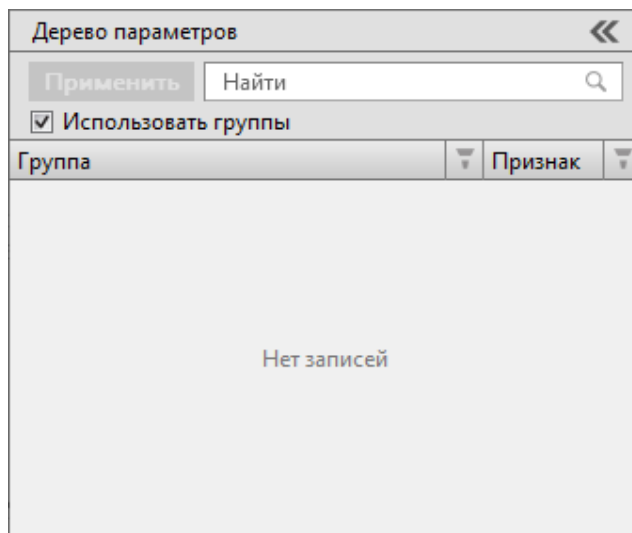 Дерево параметров
Применить Найти
Использовать группы
Группа Признак
Нет записей